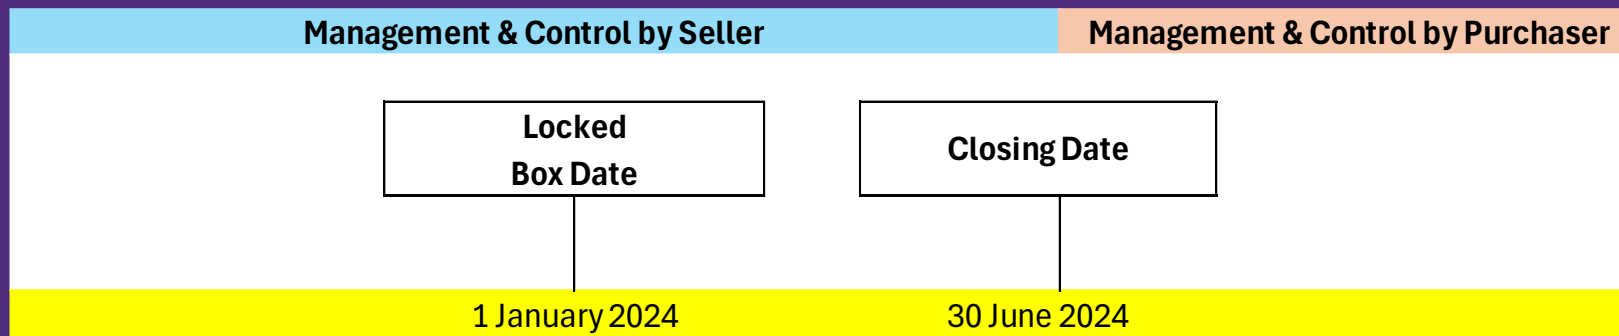 Management & Control by Seller
Management & Control by Purchaser
Locked
Box Date
Closing Date
1 January 2024
30 June 2024